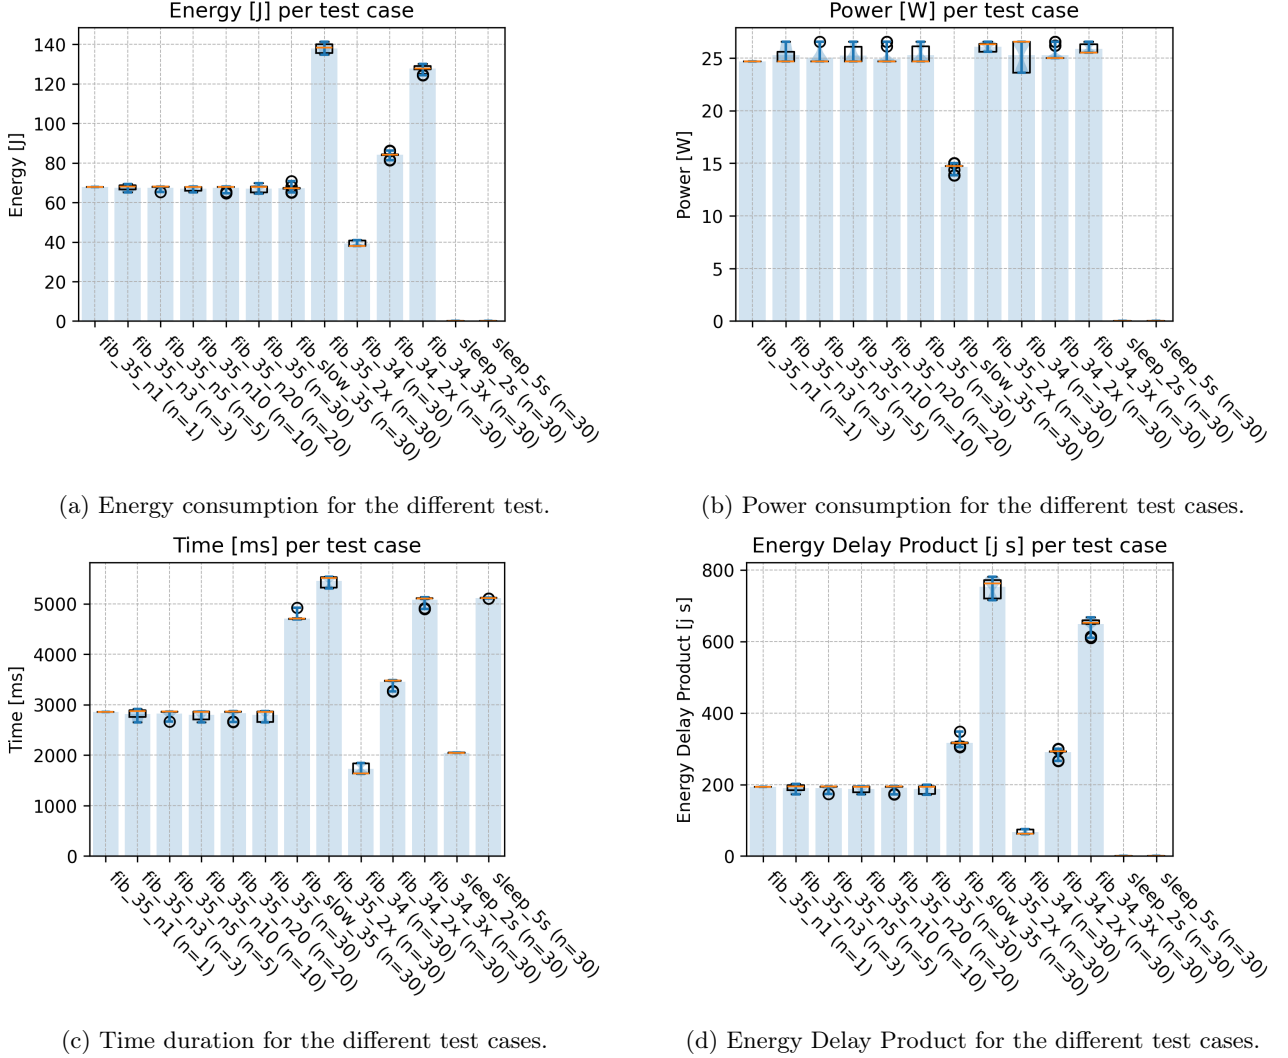 Energy [J] per test case
Energy [J]
140
120
100
80
60
40
20
0
fib_35_n1 (n=1)
fib_35_n3 (n=3)
fib_35_n5 (n=5)
fib_35_n10 (n=10)
fib_35_n20 (n=20)
fib_35 (n=30)
fib_slow_35 (n=30)
fib_35_2x (n=30)
fib_34 (n=30)
fib_34_2x (n=30)
fib_34_3x (n=30)
sleep_2s (n=30)
sleep_5s (n=30)
(a) Energy consumption for the different test.
Power [W] per test case
Power [W]
25
20
15
10
5
0
fib_35_n1 (n=1)
fib_35_n3 (n=3)
fib_35_n5 (n=5)
fib_35_n10 (n=10)
fib_35_n20 (n=20)
fib_35 (n=30)
fib_slow_35 (n=30)
fib_35_2x (n=30)
fib_34 (n=30)
fib_34_2x (n=30)
fib_34_3x (n=30)
sleep_2s (n=30)
sleep_5s (n=30)
(b) Power consumption for the different test cases.
Time [ms] per test case
Time [ms]
5000
4000
3000
2000
1000
0
fib_35_n1 (n=1)
fib_35_n3 (n=3)
fib_35_n5 (n=5)
fib_35_n10 (n=10)
fib_35_n20 (n=20)
fib_35 (n=30)
fib_slow_35 (n=30)
fib_35_2x (n=30)
fib_34 (n=30)
fib_34_2x (n=30)
fib_34_3x (n=30)
sleep_2s (n=30)
sleep_5s (n=30)
(c) Time duration for the different test cases.
Energy Delay Product [j s] per test case
Energy Delay Product [j s]
800
600
400
200
0
fib_35_n1 (n=1)
fib_35_n3 (n=3)
fib_35_n5 (n=5)
fib_35_n10 (n=10)
fib_35_n20 (n=20)
fib_35 (n=30)
fib_slow_35 (n=30)
fib_35_2x (n=30)
fib_34 (n=30)
fib_34_2x (n=30)
fib_34_3x (n=30)
sleep_2s (n=30)
sleep_5s (n=30)
(d) Energy Delay Product for the different test cases.